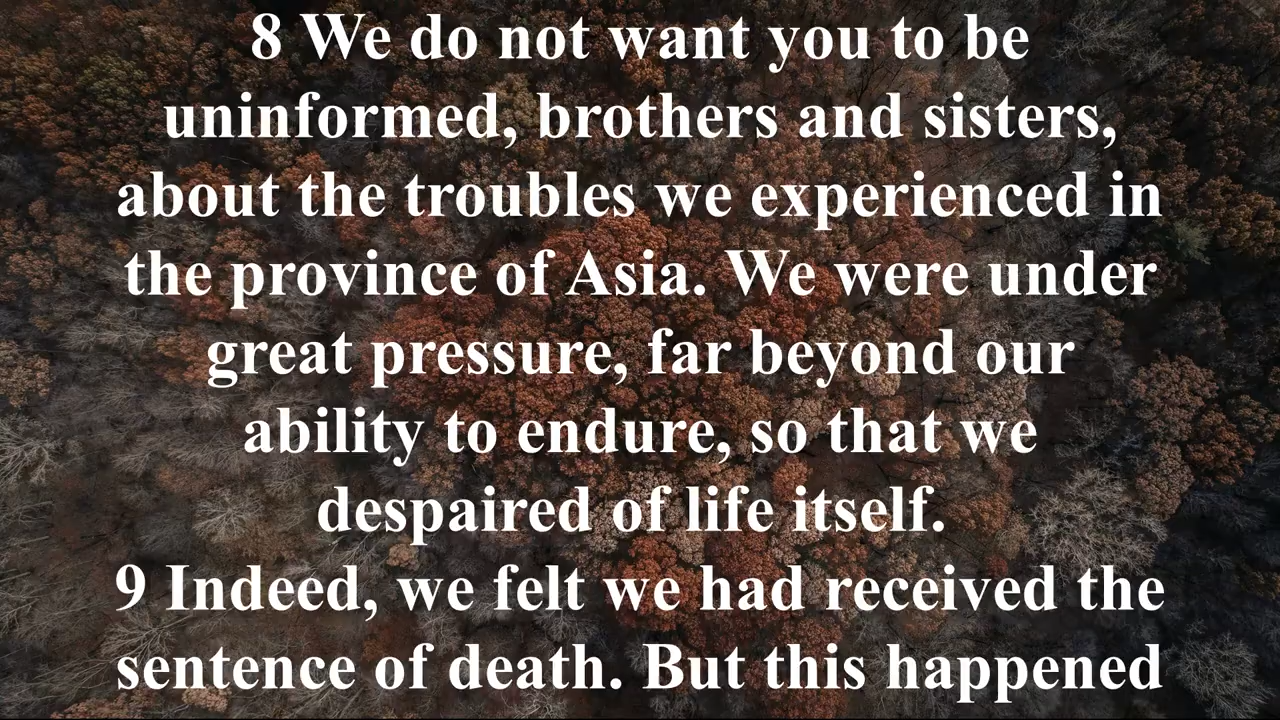 8 We do not want you to be
uninformed, brothers and sisters,
about the troubles we experienced in
the province of Asia. We were under
great pressure, far beyond our
ability to endure, so that we
despaired of life itself.
9 Indeed, we felt we had received the
sentence of death. But this happened